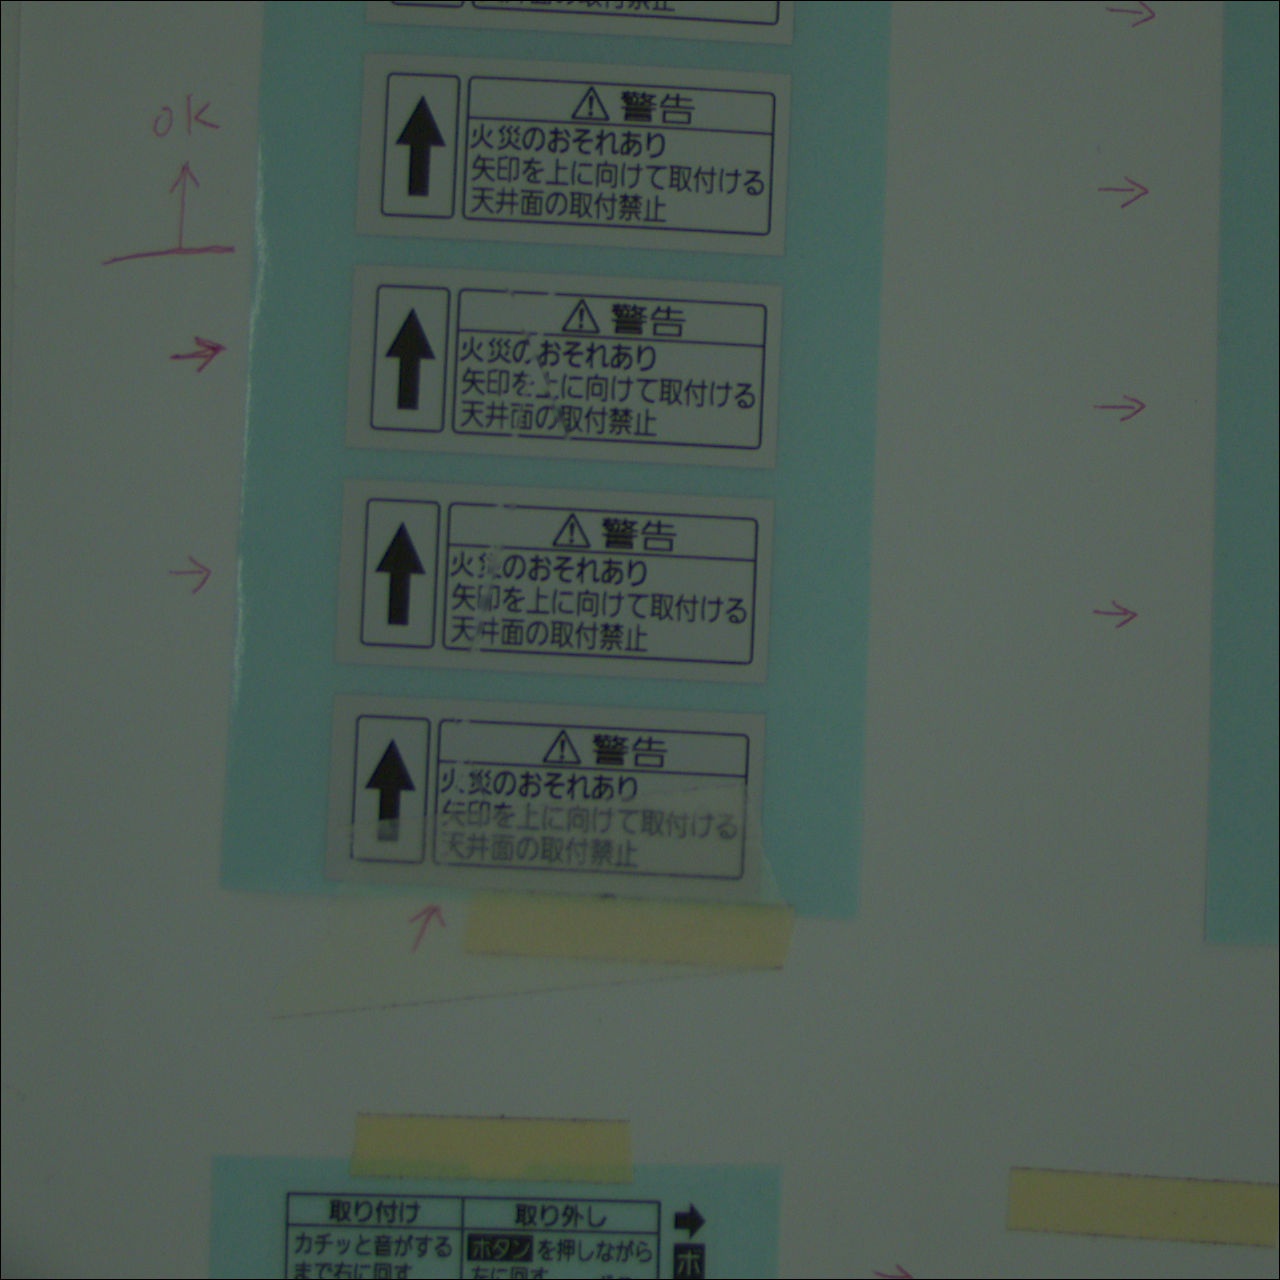 天井面の取付禁止
OK
警告
火災のおそれあり
矢印を上に向けて取付ける
天井面の取付禁止
警告
火災のおそれあり
矢印を上に向けて取付ける
天井面の取付禁止
警告
火災のおそれあり
矢印を上に向けて取付ける
天井面の取付禁止
警告
火災のおそれあり
矢印を上に向けて取付ける
天井面の取付禁止
取り付け
カチッと音がする
まで右に回す
取り外し
ボタンを押しながら
左に回す